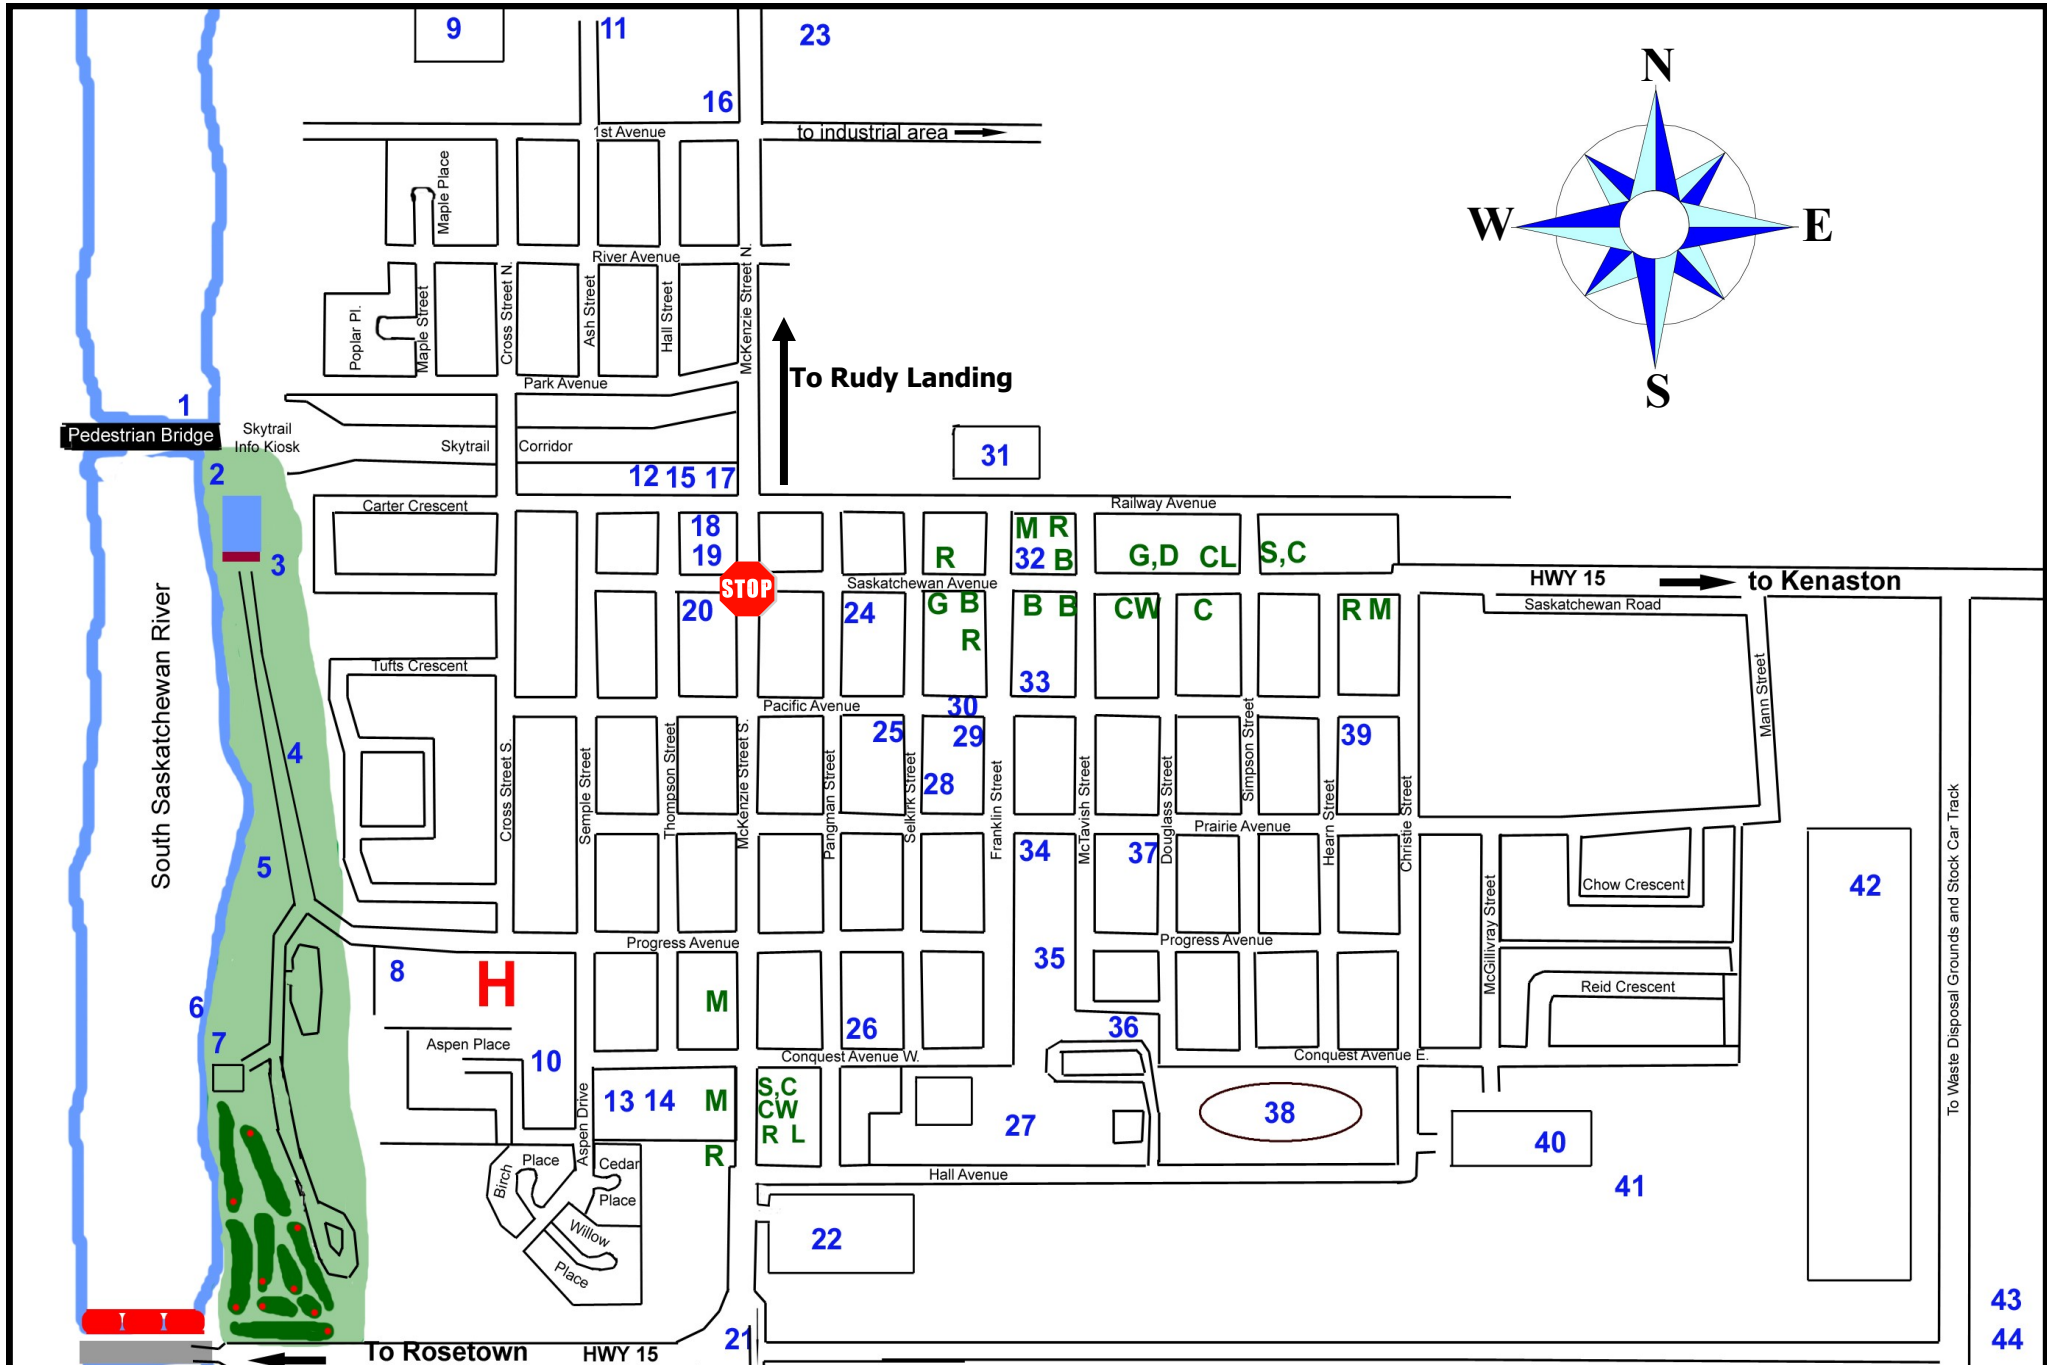 9
11
23
16
N
1st Avenue
to industrial area
Maple Place
W
E
River Avenue
Poplar Pl.
Maple Street
Cross Street N.
Ash Street
Hall Street
McKenzie Street N.
S
Park Avenue
To Rudy Landing
1
Pedestrian Bridge
Skytrail
Info Kiosk
Skytrail
Corridor
31
2
12 15 17
Carter Crescent
Railway Avenue
18
M R
3
19
R
32 B
G,D
CL
S,C
STOP
Saskatchewan Avenue
HWY 15
to Kenaston
20
24
G B
B B
CW
C
R M
Saskatchewan Road
R
South Saskatchewan River
Tufts Crescent
33
Mann Street
Pacific Avenue
30
25
29
39
4
28
Cross Street S.
Semple Street
Thompson Street
McKenzie Street S.
Pangman Street
Selkirk Street
Franklin Street
McTavish Street
Douglass Street
Simpson Street
Hearn Street
Christie Street
Prairie Avenue
5
34
37
Chow Crescent
42
To Waste Disposal Grounds and Stock Car Track
McGillivray Street
Progress Avenue
Progress Avenue
8
H
35
Reid Crescent
6
M
7
26
36
Aspen Place
10
Conquest Avenue W.
Conquest Avenue E.
13 14
M
S,C
CW
R L
27
38
40
Aspen Drive
R
Birch
Place
Cedar
Place
Hall Avenue
41
Willow
Place
22
43
21
44
To Rosetown
HWY 15